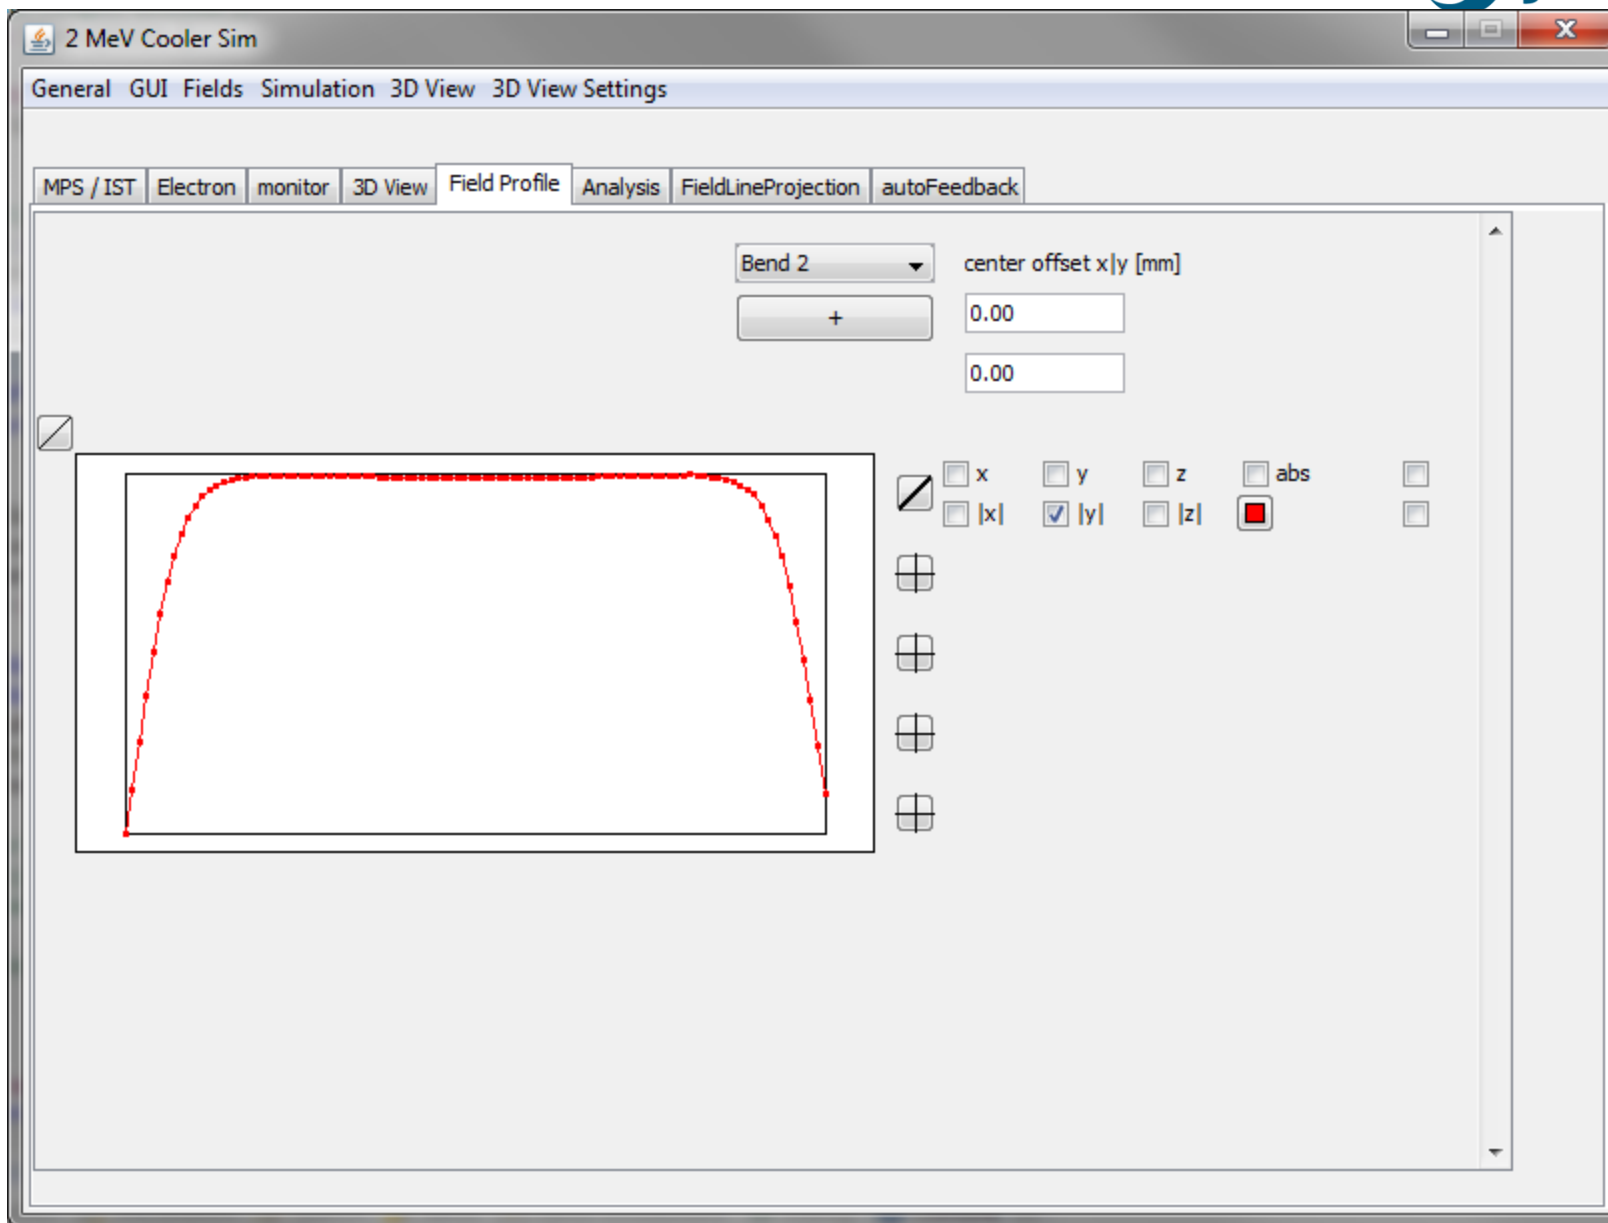 2 MeV Cooler Sim
General GUI Fields Simulation 3D View 3D View Settings
MPS / IST Electron monitor 3D View Field Profile Analysis FieldLineProjection autoFeedback
Bend 2 center offset x|y [mm]
+ 0.00
0.00
x y z abs
|x| |y| |z|